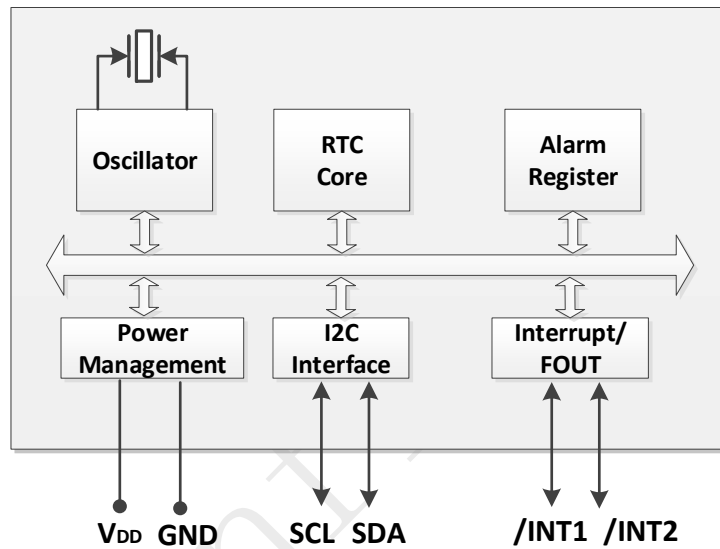 Oscillator
RTC
Core
Alarm
Register
Power
Management
I2C
Interface
Interrupt/
FOUT
VDD GND SCL SDA /INT1 /INT2